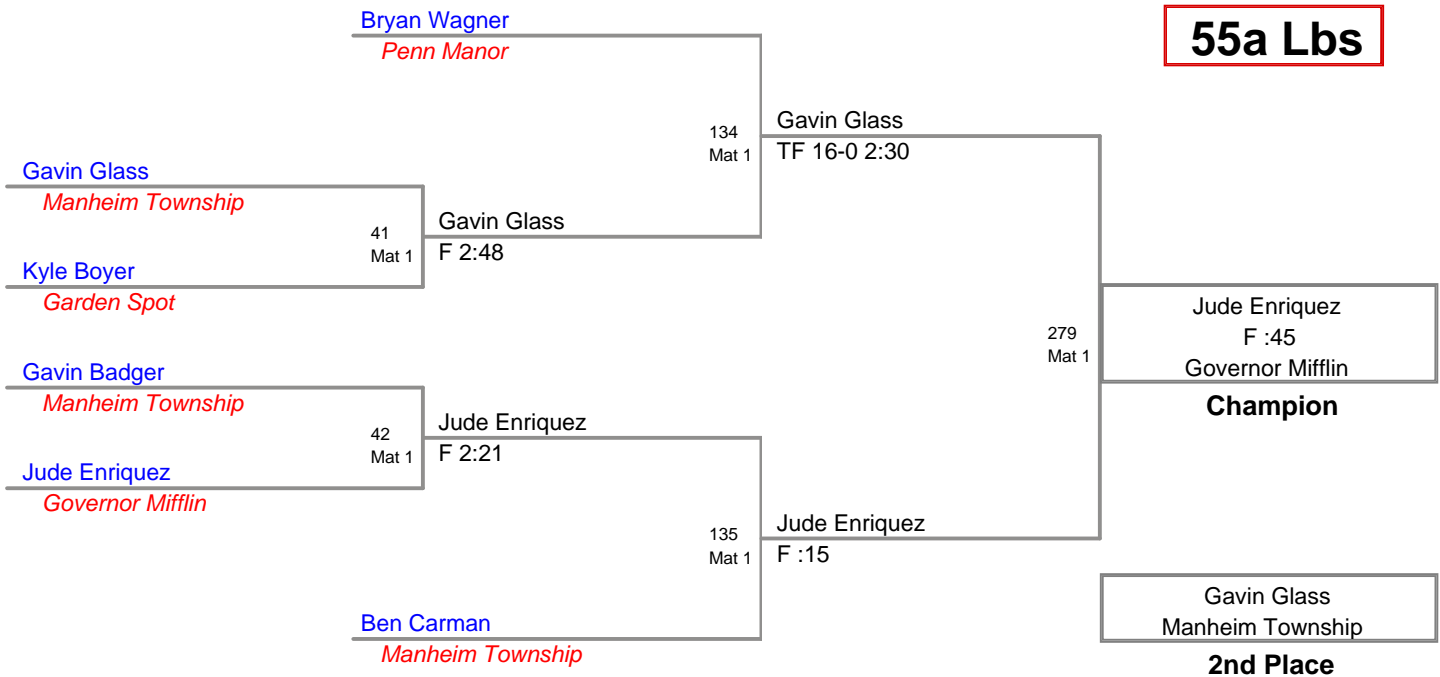 Bryan Wagner
Penn Manor
55a Lbs
134
Mat 1
Gavin Glass
TF 16-0 2:30
Gavin Glass
Manheim Township
41
Mat 1
Gavin Glass
F 2:48
Kyle Boyer
Garden Spot
279
Mat 1
Jude Enriquez
F :45
Governor Mifflin
Champion
Gavin Badger
Manheim Township
42
Mat 1
Jude Enriquez
F 2:21
Jude Enriquez
Governor Mifflin
135
Mat 1
Jude Enriquez
F :15
Ben Carman
Manheim Township
Gavin Glass
Manheim Township
2nd Place